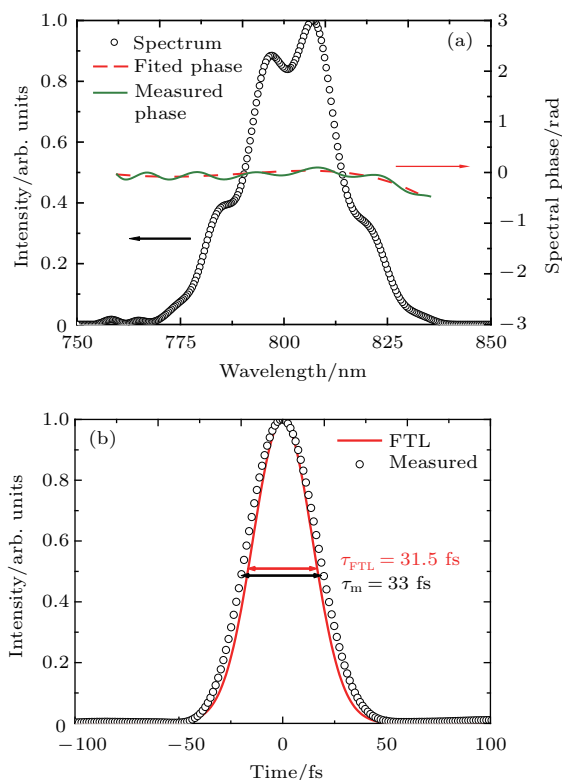 (a)
Spectrum
Fited phase
Measured
phase
Intensity/arb. units
1.0
0.8
0.6
0.4
0.2
0
3
2
1
0
−1
−2
−3
Spectral phase/rad
750
775
800
825
850
Wavelength/nm
(b)
FTL
Measured
τFTL = 31.5 fs
τm = 33 fs
Intensity/arb. units
1.0
0.8
0.6
0.4
0.2
0
−100
−50
0
50
100
Time/fs